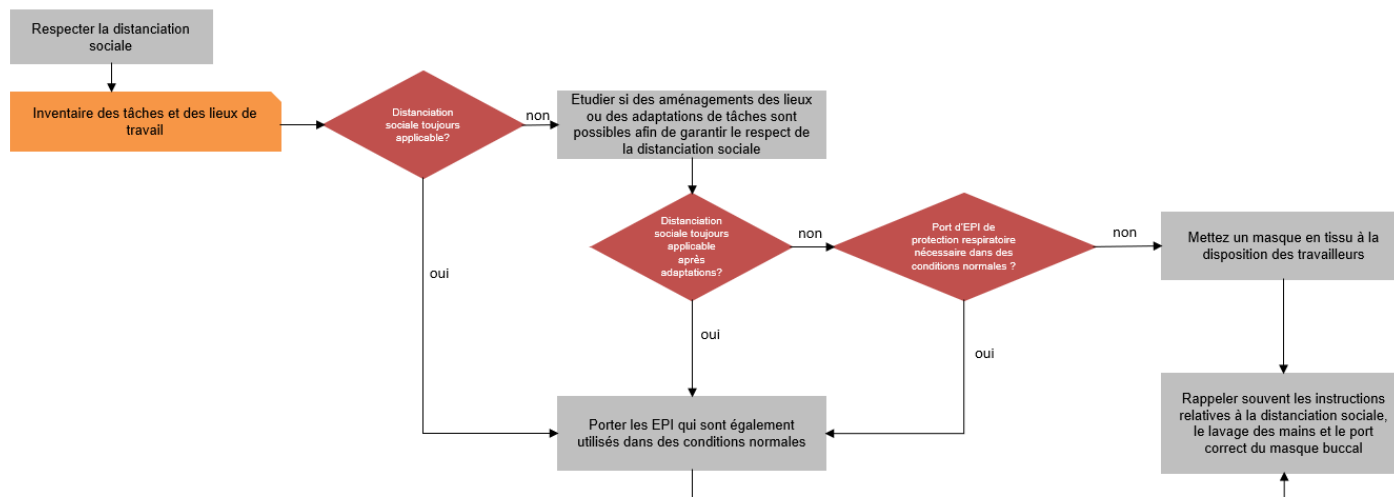 Respecter la distanciation
sociale
Inventaire des tâches et des lieux de
travail
Distanciation
sociale toujours
applicable?
non
Etudier si des aménagements des lieux
ou des adaptations de tâches sont
possibles afin de garantir le respect de
la distanciation sociale
oui
Distanciation
sociale toujours
applicable
après
adaptations?
non
Port d'EPI de
protection respiratoire
nécessaire dans des
conditions normales ?
non
Mettez un masque en tissu à la
disposition des travailleurs
oui
oui
Porter les EPI qui sont également
utilisés dans des conditions normales
Rappeler souvent les instructions
relatives à la distanciation sociale,
le lavage des mains et le port
correct du masque buccal